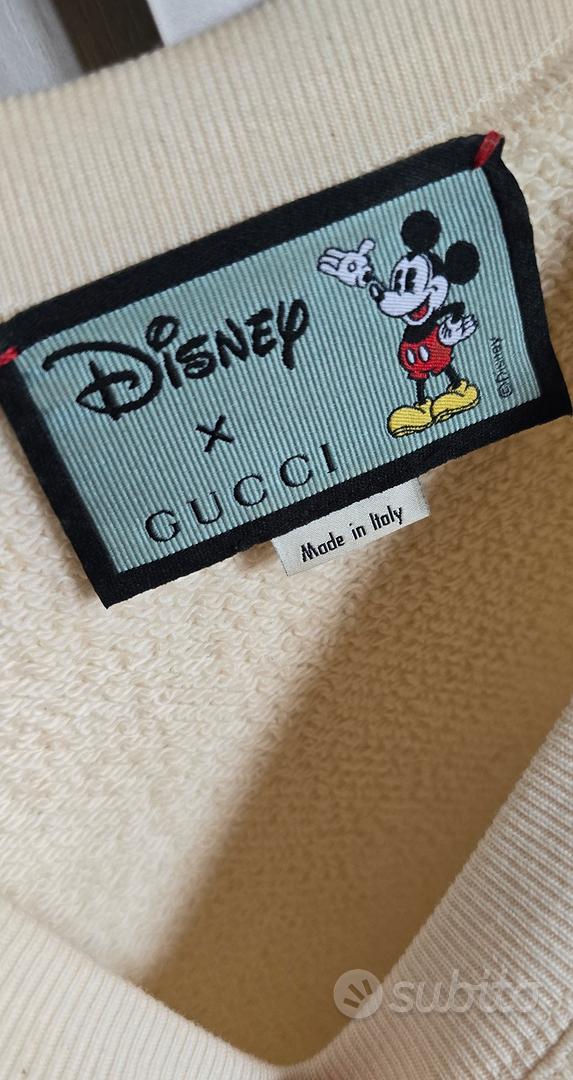 Disney
x
GUCCI
©Disney
Made in Italy
subito